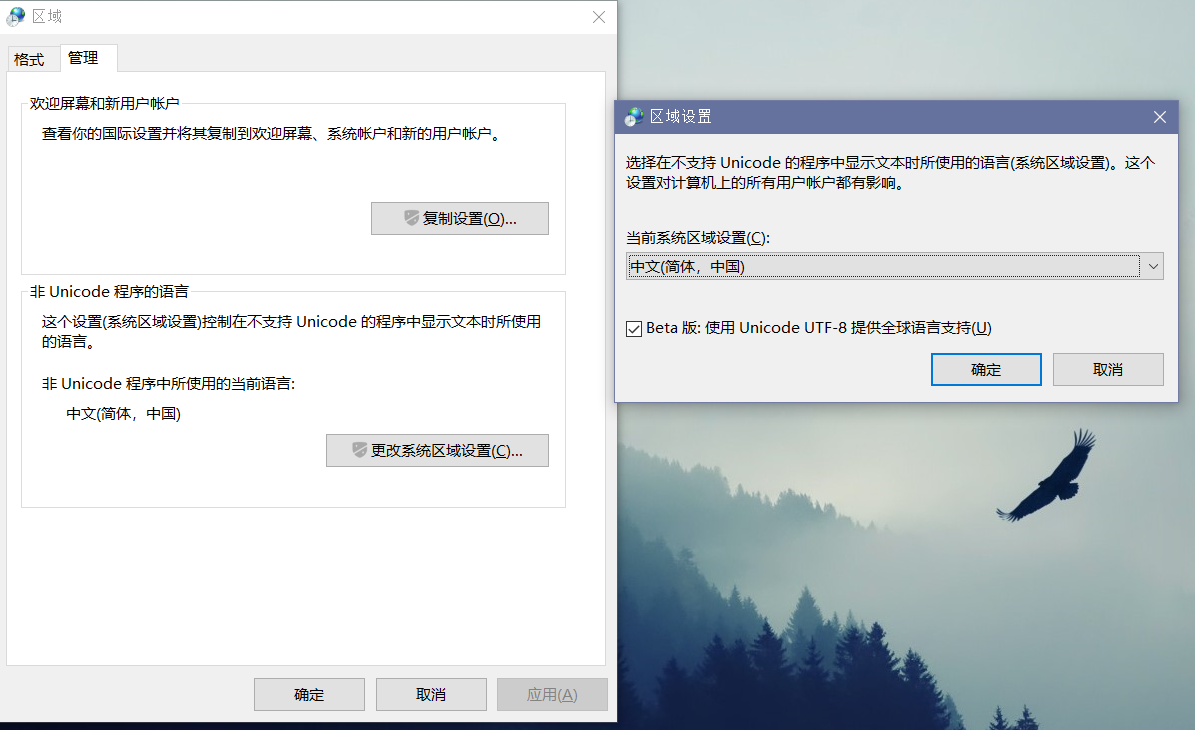 区域
格式
管理
欢迎屏幕和新用户帐户
查看你的国际设置并将其复制到欢迎屏幕、系统帐户和新的用户帐户。
复制设置(O)...
非 Unicode 程序的语言
这个设置(系统区域设置)控制在不支持 Unicode 的程序中显示文本时所使用
的语言。
非 Unicode 程序中所使用的当前语言:
中文(简体，中国)
更改系统区域设置(C)...
确定
取消
应用(A)
区域设置
选择在不支持 Unicode 的程序中显示文本时所使用的语言(系统区域设置)。这个
设置对计算机上的所有用户帐户都有影响。
当前系统区域设置(C):
中文(简体，中国)
Beta 版: 使用 Unicode UTF-8 提供全球语言支持(U)
确定
取消